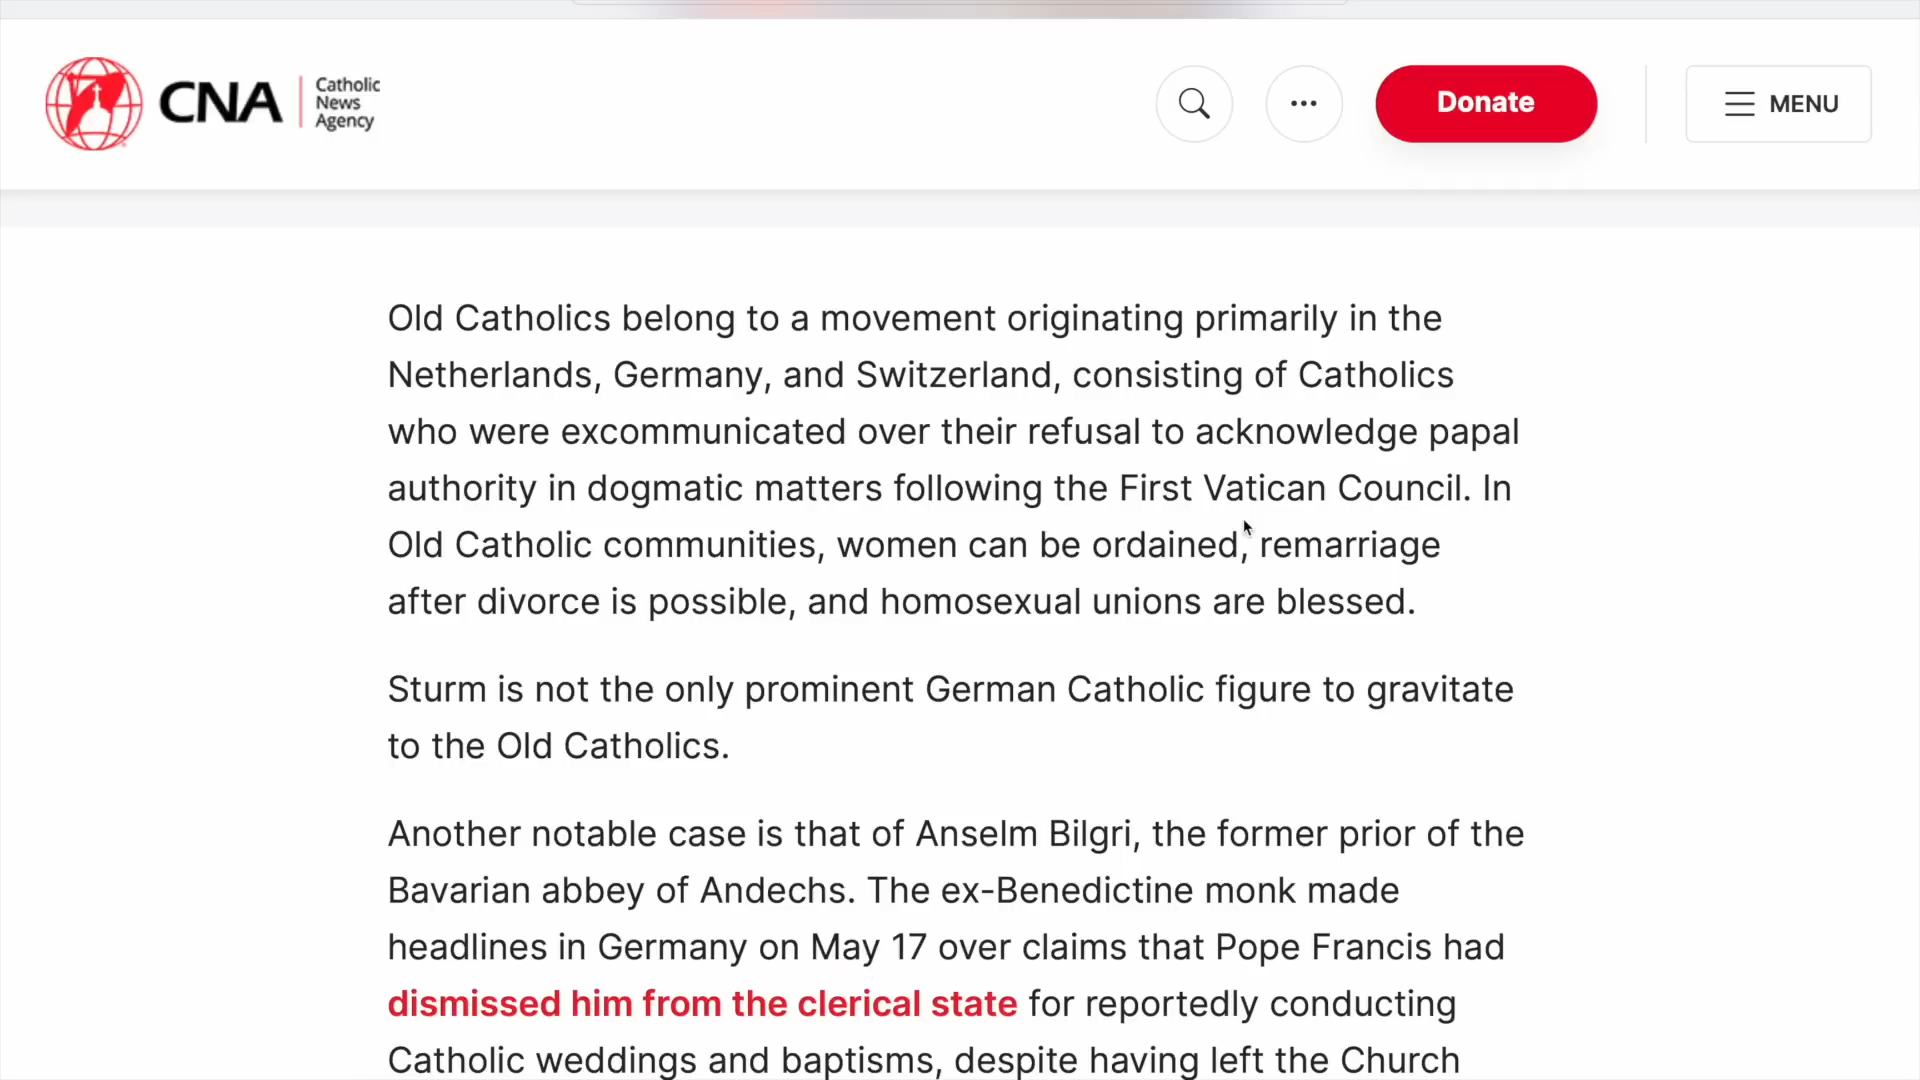 CNA
Catholic
News
Agency
Donate
MENU
Old Catholics belong to a movement originating primarily in the
Netherlands, Germany, and Switzerland, consisting of Catholics
who were excommunicated over their refusal to acknowledge papal
authority in dogmatic matters following the First Vatican Council. In
Old Catholic communities, women can be ordained, remarriage
after divorce is possible, and homosexual unions are blessed.
Sturm is not the only prominent German Catholic figure to gravitate
to the Old Catholics.
Another notable case is that of Anselm Bilgri, the former prior of the
Bavarian abbey of Andechs. The ex-Benedictine monk made
headlines in Germany on May 17 over claims that Pope Francis had
dismissed him from the clerical state for reportedly conducting
Catholic weddings and baptisms, despite having left the Church